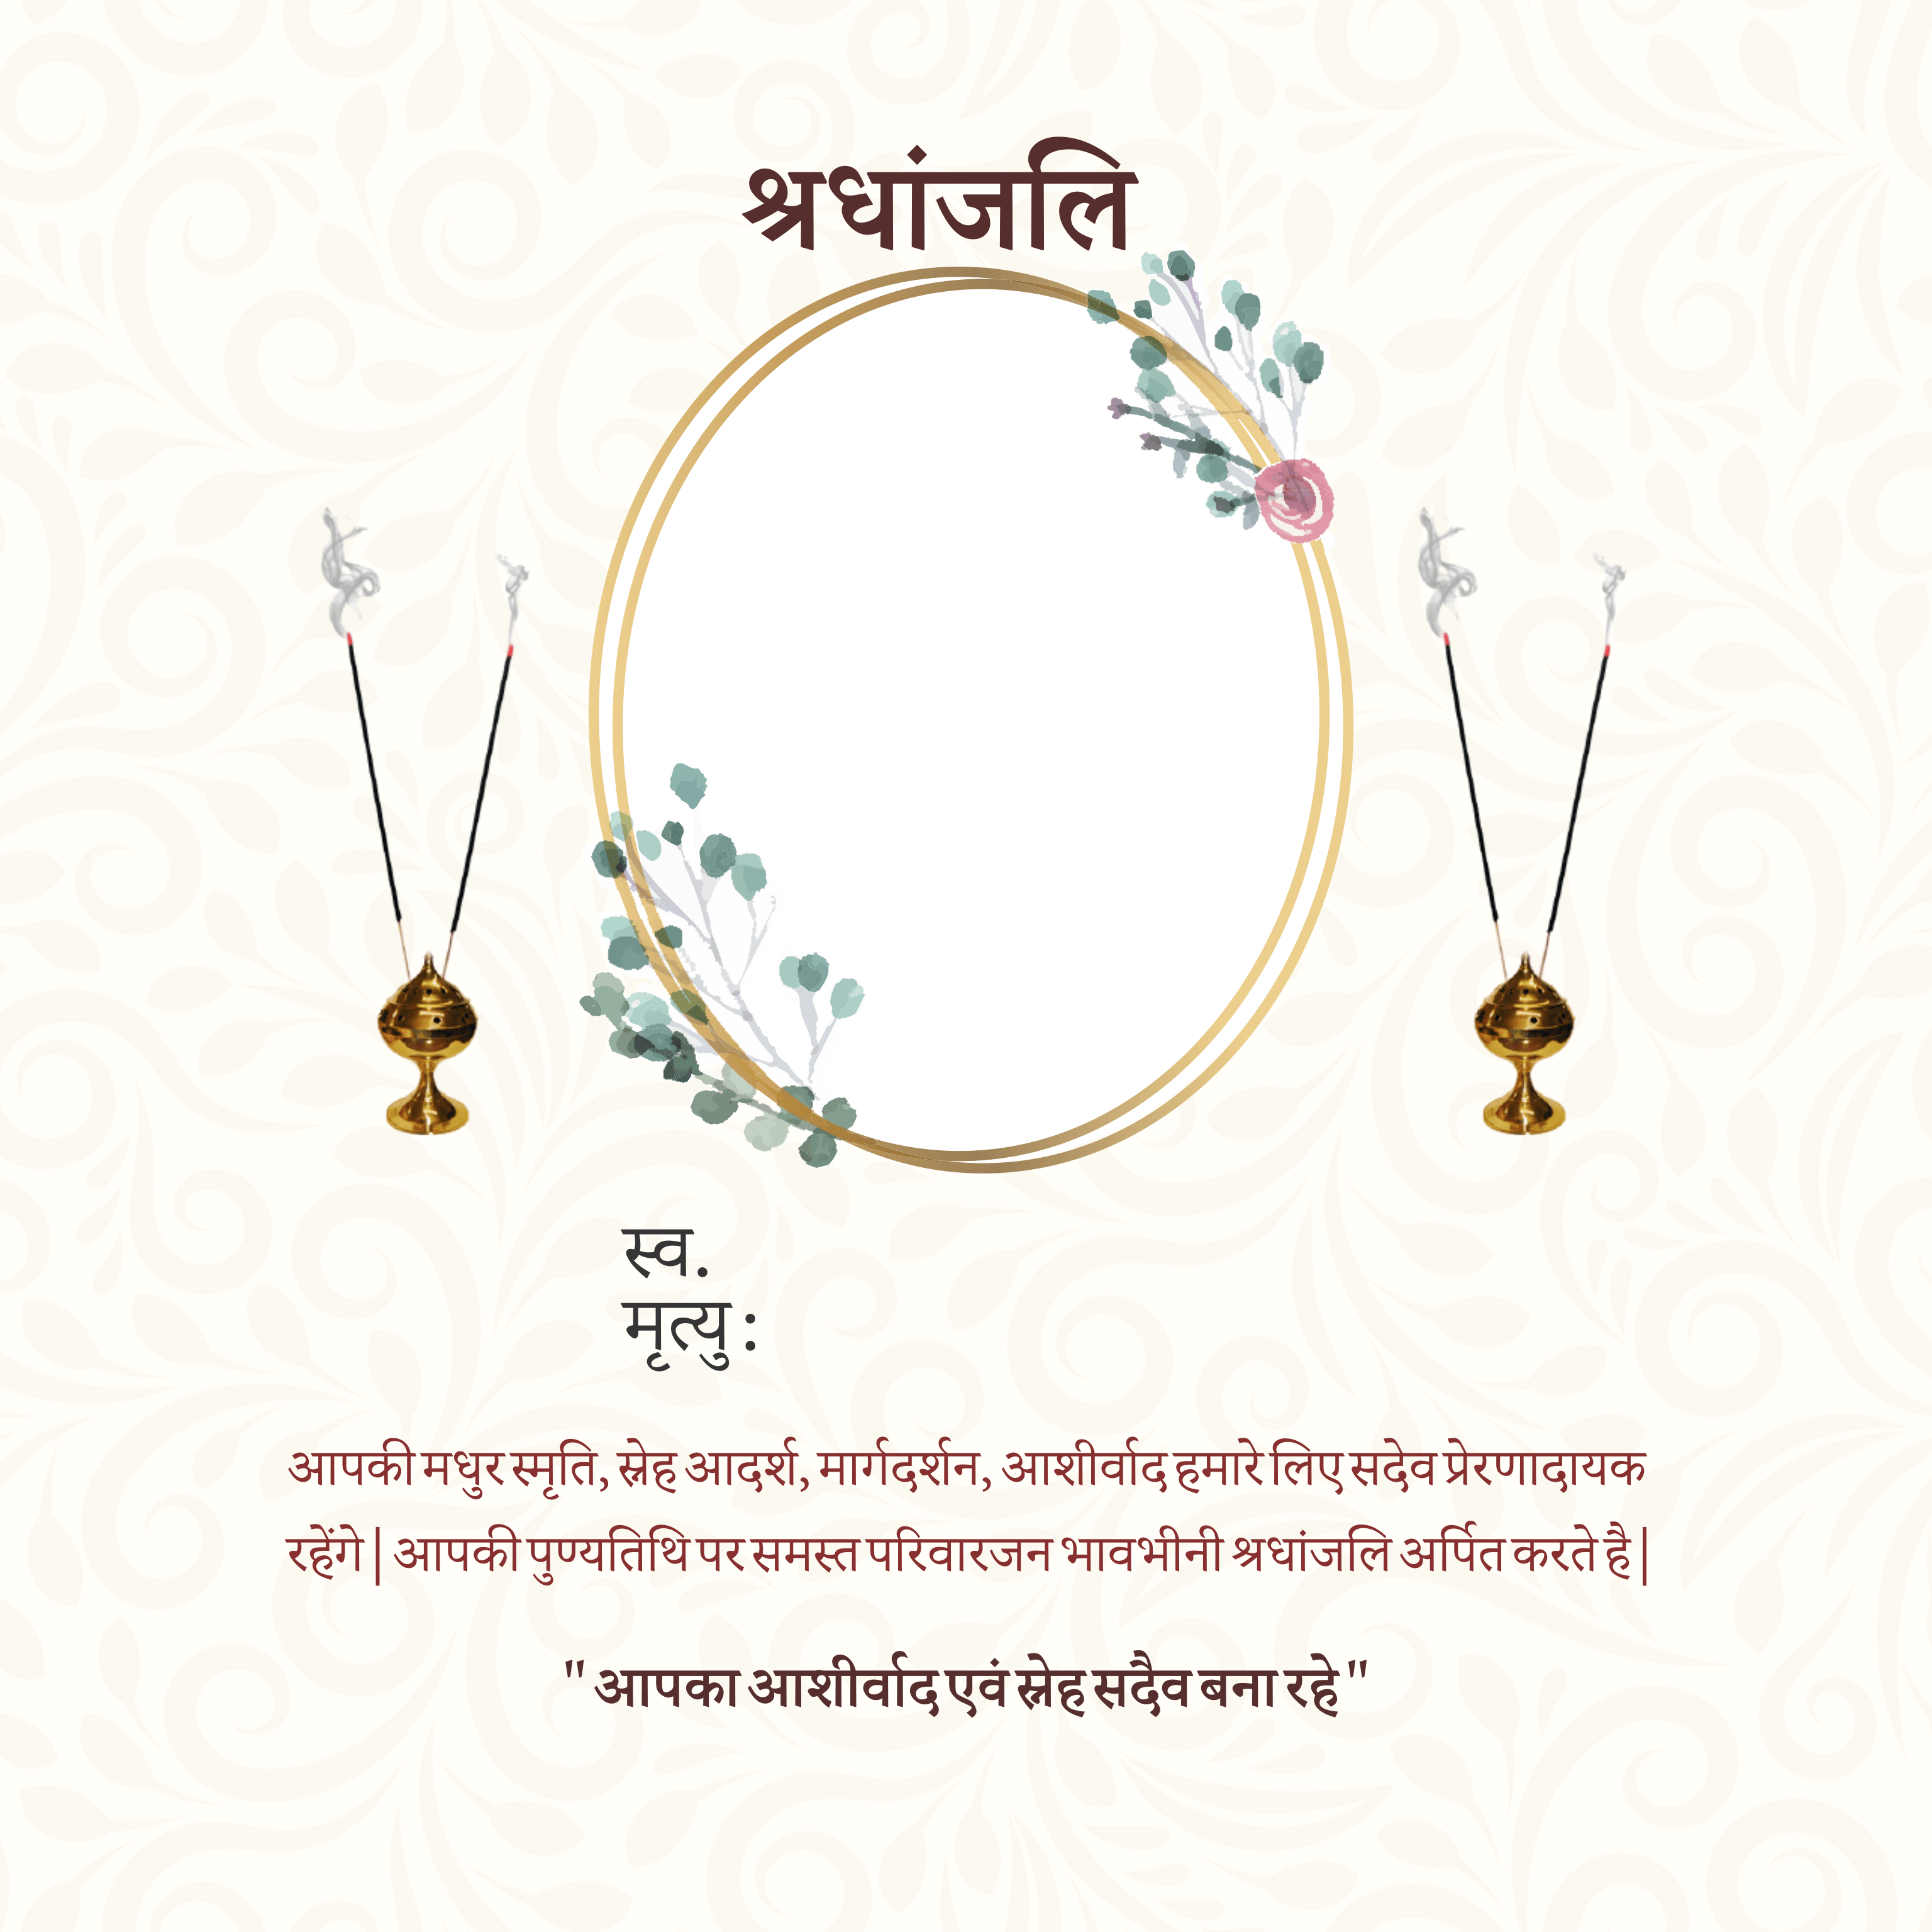 श्रधांजलि
स्व.
मृत्यु :
आपकी मधुर स्मृति, स्नेह आदर्श, मार्गदर्शन, आशीर्वाद हमारे लिए सदेव प्रेरणादायक
रहेंगे | आपकी पुण्यतिथि पर समस्त परिवारजन भावभीनी श्रधांजलि अर्पित करते है |
" आपका आशीर्वाद एवं स्नेह सदैव बना रहे "